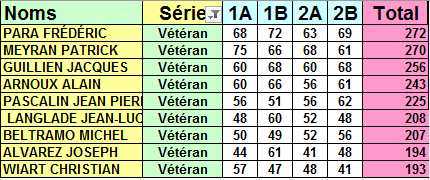 Noms Série 1A 1B 2A 2B Total
PARA FRÉDÉRIC Vétéran 68 72 63 69 272
MEYRAN PATRICK Vétéran 75 66 68 61 270
GUILLIEN JACQUES Vétéran 60 68 60 68 256
ARNOUX ALAIN Vétéran 60 66 56 61 243
PASCALIN JEAN PIERI Vétéran 56 51 56 62 225
LANGLADE JEAN-LUC Vétéran 48 60 52 48 208
BELTRAMO MICHEL Vétéran 50 49 52 56 207
ALVAREZ JOSEPH Vétéran 44 61 41 48 194
WIART CHRISTIAN Vétéran 57 47 48 41 193